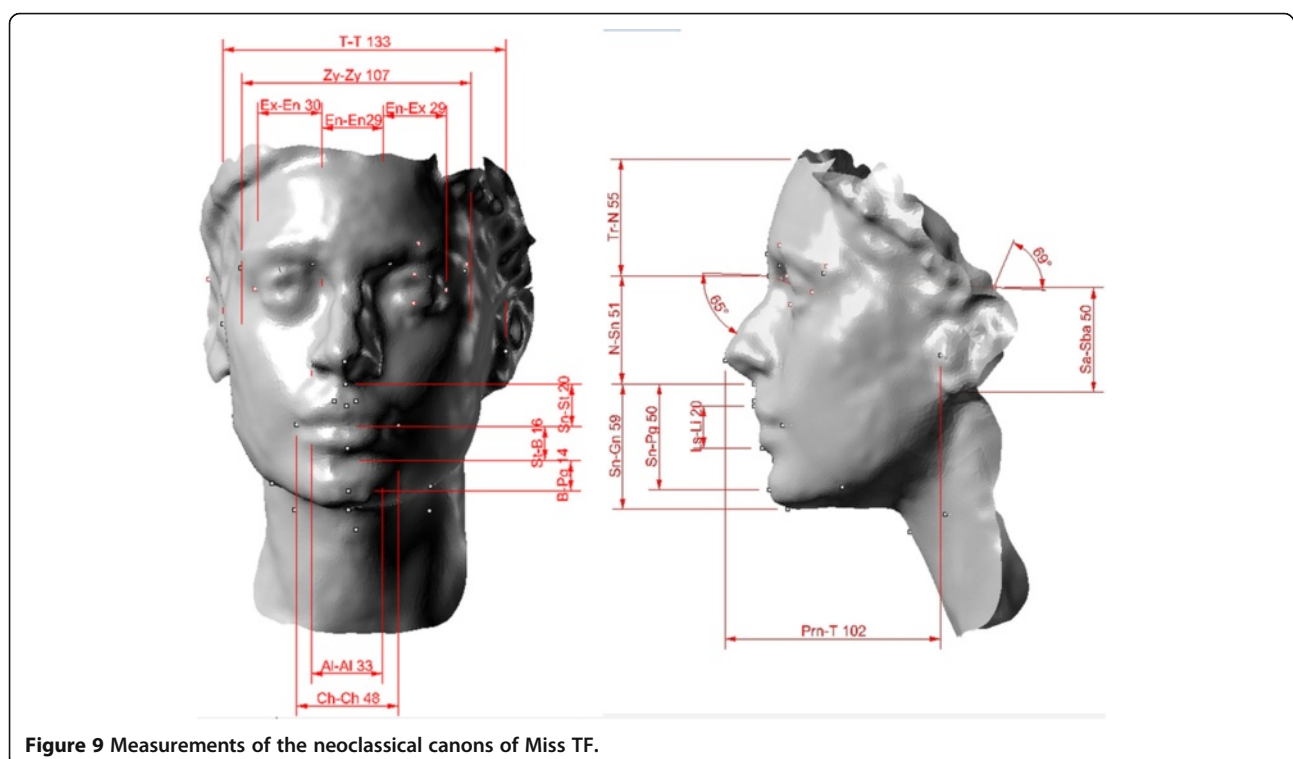 T-T 133
Zy-Zy 107
Ex-En 30
En-Ex 29
En-En29
Sn-St 20
St-B 16
B-Pg 14
Al-Al 33
Ch-Ch 48
Tr-N 55
69°
65°
N-Sn 51
Sa-Sba 50
Sn-Gn 59
Sn-Pg 50
Ls-Li 20
Prn-T 102
Figure 9 Measurements of the neoclassical canons of Miss TF.